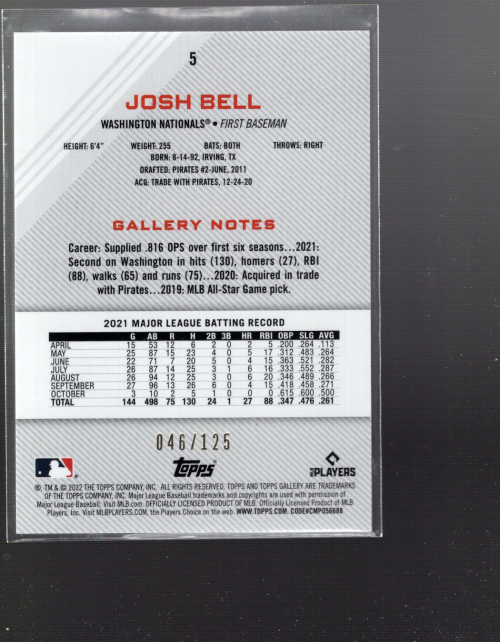 5
JOSH BELL
WASHINGTON NATIONALS® • FIRST BASEMAN
HEIGHT: 6'4" WEIGHT: 255 BATS: BOTH THROWS: RIGHT
BORN: 8-14-92, IRVING, TX
DRAFTED: PIRATES #2-JUNE, 2011
ACQ: TRADE WITH PIRATES, 12-24-20
GALLERY NOTES
Career: Supplied .816 OPS over first six seasons...2021:
Second on Washington in hits (130), homers (27), RBI
(88), walks (65) and runs (75)...2020: Acquired in trade
with Pirates...2019: MLB All-Star Game pick.
2021 MAJOR LEAGUE BATTING RECORD
G AB R H 2B 3B HR RBI OBP SLG AVG
APRIL 15 53 12 6 2 0 2 5 .200 .264 .113
MAY 25 87 15 23 4 0 5 17 .312 .483 .264
JUNE 22 71 7 20 5 0 4 15 .363 .521 .282
JULY 26 87 14 25 3 1 6 16 .333 .552 .287
AUGUST 26 94 12 25 3 0 6 20 .346 .489 .266
SEPTEMBER 27 96 13 26 6 0 4 15 .418 .458 .271
OCTOBER 3 10 2 5 1 0 0 0 .615 .600 .500
TOTAL 144 498 75 130 24 1 27 88 .347 .476 .261
046/125
Topps
MLB PLAYERS
®, TM & © 2022 THE TOPPS COMPANY, INC. ALL RIGHTS RESERVED. TOPPS AND TOPPS GALLERY ARE TRADEMARKS
OF THE TOPPS COMPANY, INC. Major League Baseball trademarks and copyrights are used with permission of
Major League Baseball. Visit MLB.com. OFFICIALLY LICENSED PRODUCT OF MLB Officially Licensed Product of MLB
Players, Inc. Visit MLBPLAYERS.COM, the Players Choice on the web. WWW.TOPPS.COM. CODE#CMP056688